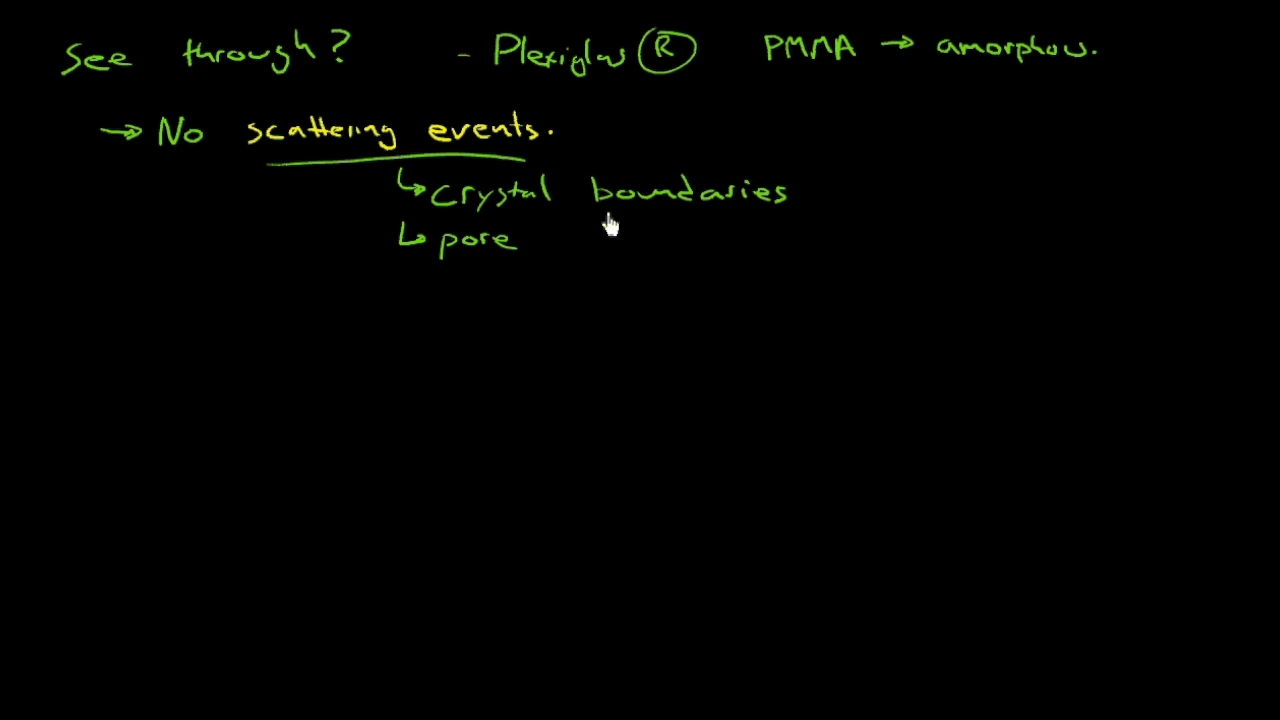 See through? - Plexiglas ® PMMA → amorphous.
→ No scattering events.
↳ crystal boundaries
↳ pore